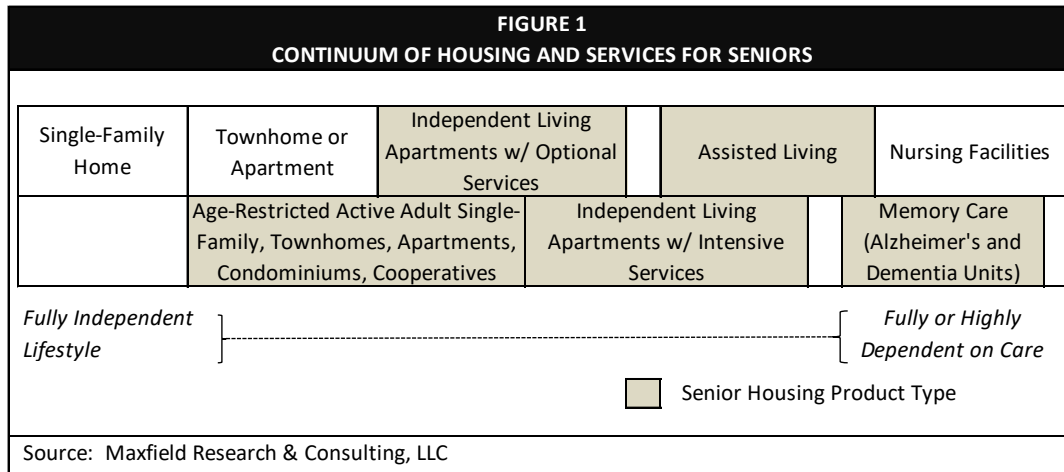 FIGURE 1
CONTINUUM OF HOUSING AND SERVICES FOR SENIORS
Single-Family
Home
Townhome or
Apartment
Independent Living
Apartments w/ Optional
Services
Assisted Living
Nursing Facilities
Age-Restricted Active Adult Single-
Family, Townhomes, Apartments,
Condominiums, Cooperatives
Independent Living
Apartments w/ Intensive
Services
Memory Care
(Alzheimer's and
Dementia Units)
Fully Independent
Lifestyle
Fully or Highly
Dependent on Care
Senior Housing Product Type
Source: Maxfield Research & Consulting, LLC